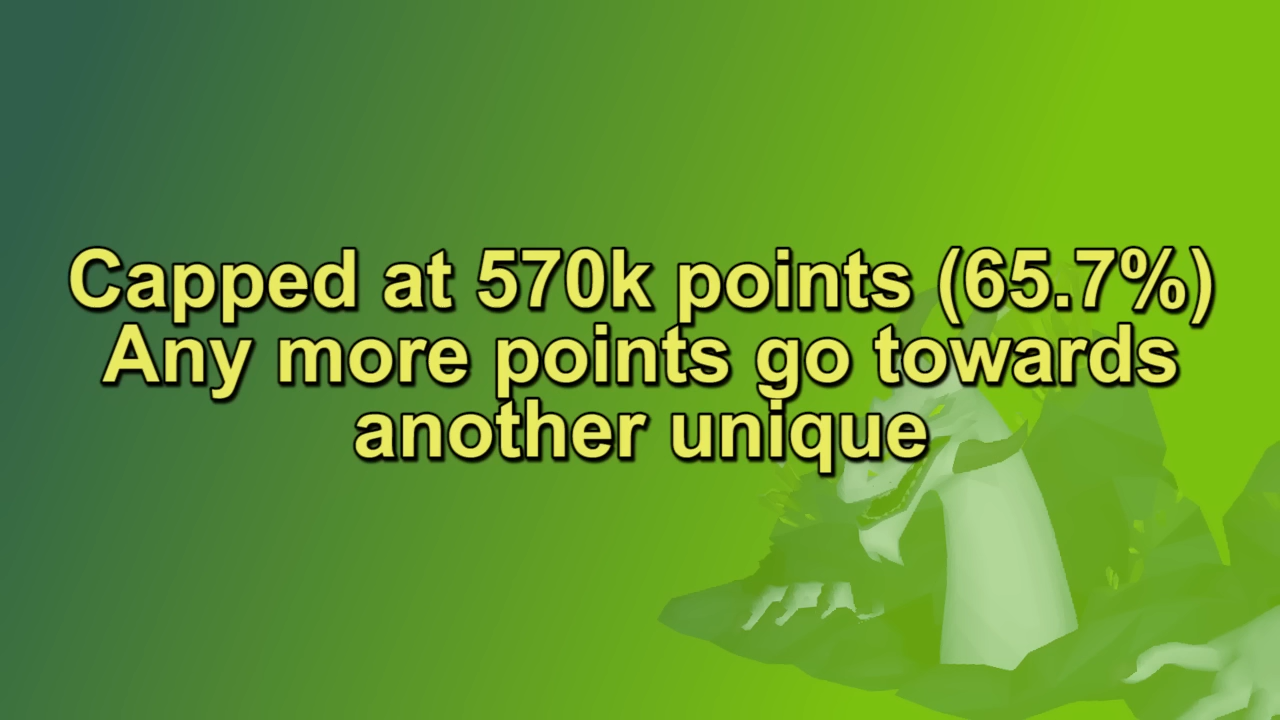 Capped at 570k points (65.7%)
Any more points go towards
another unique